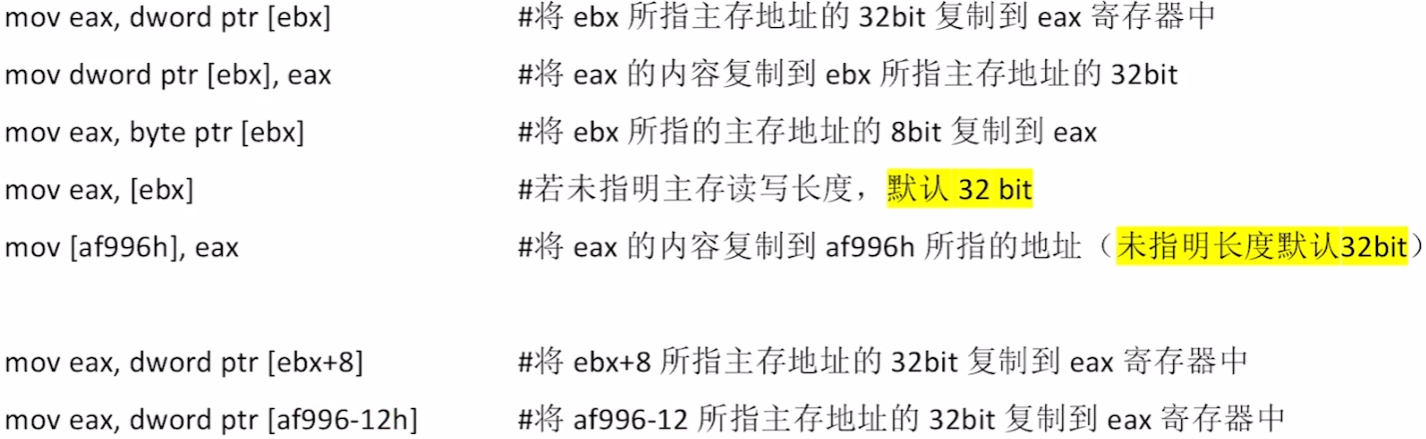 mov eax, dword ptr [ebx] #将 ebx 所指主存地址的 32bit 复制到 eax 寄存器中
mov dword ptr [ebx], eax #将 eax 的内容复制到 ebx 所指主存地址的 32bit
mov eax, byte ptr [ebx] #将 ebx 所指的主存地址的 8bit 复制到 eax
mov eax, [ebx] #若未指明主存读写长度，默认 32 bit
mov [af996h], eax #将 eax 的内容复制到 af996h 所指的地址（未指明长度默认32bit）
mov eax, dword ptr [ebx+8] #将 ebx+8 所指主存地址的 32bit 复制到 eax 寄存器中
mov eax, dword ptr [af996-12h] #将 af996-12 所指主存地址的 32bit 复制到 eax 寄存器中